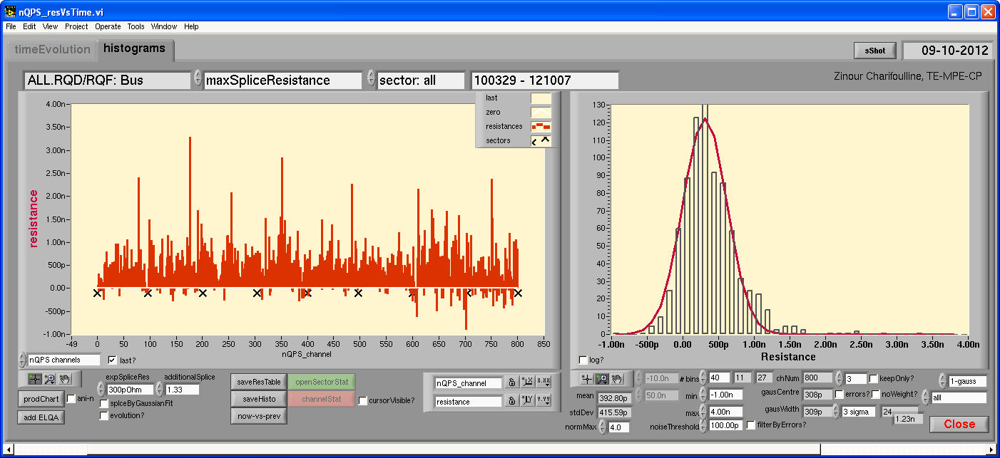 nQPS_resVsTime.vi
File Edit View Project Operate Tools Window Help
timeEvolution histograms sShot 09-10-2012
ALL.RQD/RQF: Bus maxSpliceResistance sector: all 100329 - 121007 Zinour Charifoulline, TE-MPE-CP
last
zero
resistances
sectors
4.00n
3.50n
3.00n
2.50n
2.00n
1.50n
1.00n
500p
0.00
-500p
-1.00n
resistance
-49 0 50 100 150 200 250 300 350 400 450 500 550 600 650 700 750 800 850
nQPS_channel
130
120
110
100
90
80
70
60
50
40
30
20
10
0
-1.00n -500p 0.00 500p 1.00n 1.50n 2.00n 2.50n 3.00n 3.50n 4.00n
Resistance
nQPS channels last?
log?
expSpliceRes additionalSplice
300pOhm 1.33
prodChart ani-n
spliceByGaussianFit
add ELQA evolution?
saveResTable openSectorStat
saveHisto channelStat
now-vs-prev
cursorVisible?
nQPS_channel X X.XX
resistance Y Y.YY
-10.0n # bins 40 11 27 chNum 800 3 keepOnly? 1-gauss
mean 392.80p 50.0n min -1.00n gausCentre 308p errors? noWeight? alll
stdDev 415.59p max 4.00n gausWidth 309p 3 sigma 24
1.23n
normMax 4.0 noiseThreshold 100.00p filterByErrors? Close